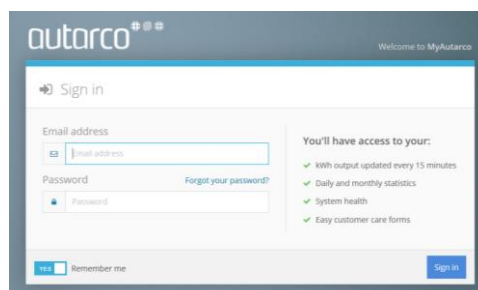 autarco
Welcome to MyAutarco
Sign in
Email address
Email address
Password Forgot your password?
Password
You'll have access to your:
kWh output updated every 15 minutes
Daily and monthly statistics
System health
Easy customer care forms
YES Remember me
Sign in